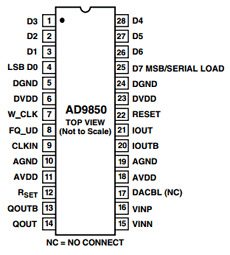 D3 1 28 D4
D2 2 27 D5
D1 3 26 D6
LSB D0 4 25 D7 MSB/SERIAL LOAD
DGND 5 24 DGND
DVDD 6 23 DVDD
W_CLK 7 22 RESET
FQ_UD 8 21 IOUT
CLKIN 9 20 IOUTB
AGND 10 19 AGND
AVDD 11 18 AVDD
RSET 12 17 DACBL (NC)
QOUTB 13 16 VINP
QOUT 14 15 VINN
AD9850
TOP VIEW
(Not to Scale)
NC = NO CONNECT